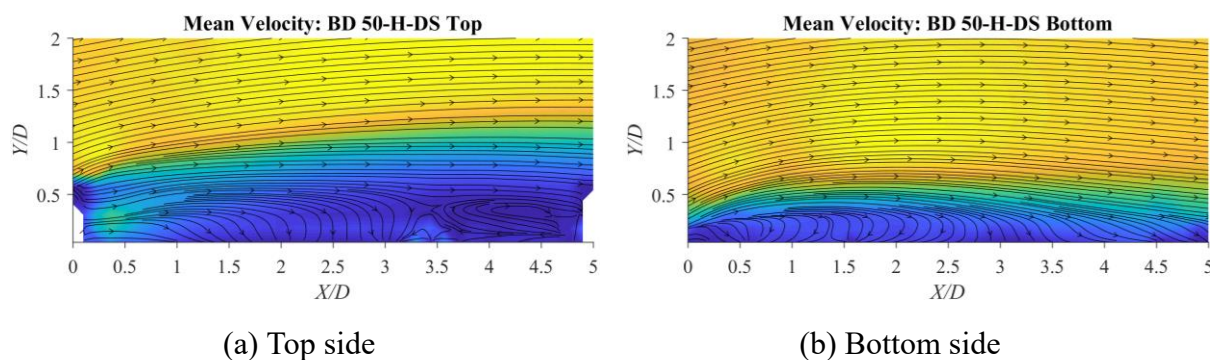 Mean Velocity: BD 50-H-DS Top
2
1.5
1
0.5
Y/D
0 0.5 1 1.5 2 2.5 3 3.5 4 4.5 5
X/D
(a) Top side
Mean Velocity: BD 50-H-DS Bottom
2
1.5
1
0.5
Y/D
0 0.5 1 1.5 2 2.5 3 3.5 4 4.5 5
X/D
(b) Bottom side